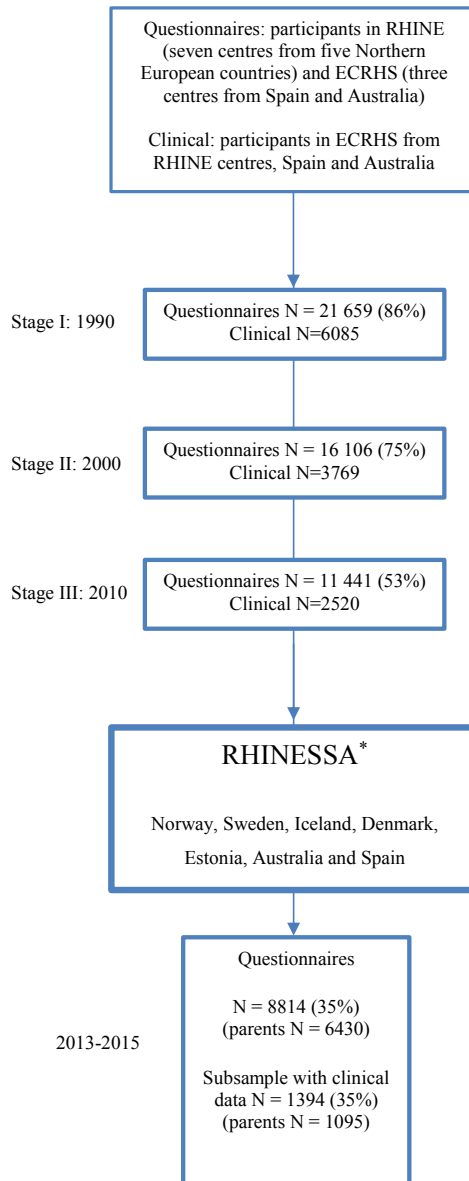 Questionnaires: participants in RHINE
(seven centres from five Northern
European countries) and ECRHS (three
centres from Spain and Australia)
Clinical: participants in ECRHS from
RHINE centres, Spain and Australia
Stage I: 1990
Questionnaires N = 21 659 (86%)
Clinical N=6085
Stage II: 2000
Questionnaires N = 16 106 (75%)
Clinical N=3769
Stage III: 2010
Questionnaires N = 11 441 (53%)
Clinical N=2520
RHINESSA*
Norway, Sweden, Iceland, Denmark,
Estonia, Australia and Spain
2013-2015
Questionnaires
N = 8814 (35%)
(parents N = 6430)
Subsample with clinical
data N = 1394 (35%)
(parents N = 1095)